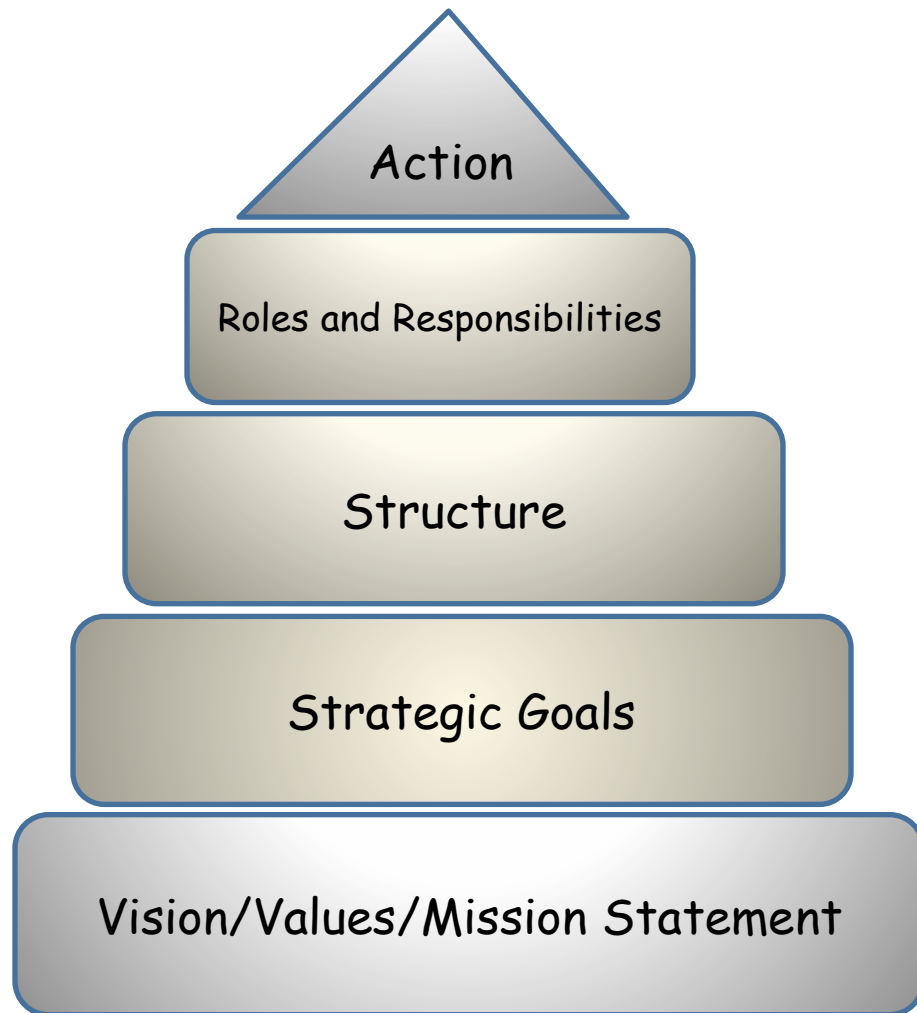 Action
Roles and Responsibilities
Structure
Strategic Goals
Vision/Values/Mission Statement